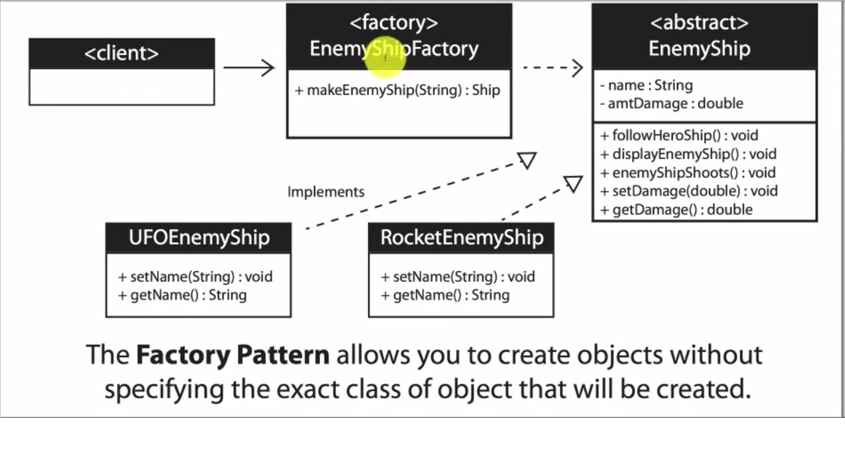 <client>
<factory>
EnemyShipFactory
+ makeEnemyShip(String) : Ship
<abstract>
EnemyShip
- name : String
- amtDamage : double
+ followHeroShip() : void
+ displayEnemyShip() : void
+ enemyShipShoots() : void
+ setDamage(double) : void
+ getDamage() : double
Implements
UFOEnemyShip
+ setName(String) : void
+ getName() : String
RocketEnemyShip
+ setName(String) : void
+ getName() : String
The Factory Pattern allows you to create objects without
specifying the exact class of object that will be created.